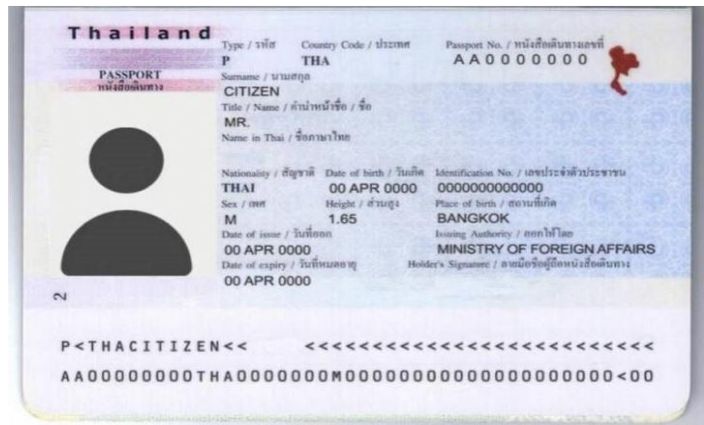 Thailand
PASSPORT
หนังสือเดินทาง
Type / รหัส Country Code / ประเทศ Passport No. / หนังสือเดินทางเลขที่
P THA AA0000000
Surname / นามสกุล
CITIZEN
Title / Name / คำนำหน้าชื่อ / ชื่อ
MR.
Name in Thai / ชื่อภาษาไทย
Nationality / สัญชาติ Date of birth / วันเกิด Identification No. / เลขประจำตัวประชาชน
THAI 00 APR 0000 0000000000000
Sex / เพศ Height / ส่วนสูง Place of birth / สถานที่เกิด
M 1.65 BANGKOK
Date of issue / วันที่ออก Issuing Authority / ออกให้โดย
00 APR 0000 MINISTRY OF FOREIGN AFFAIRS
Date of expiry / วันที่หมดอายุ Holder's Signature / ลายมือชื่อผู้ถือหนังสือเดินทาง
00 APR 0000
2
P<THACITIZEN<< <<<<<<<<<<<<<<<<<<<<<<<<<<
AA00000000THA0000000M0000000000000000000000<00